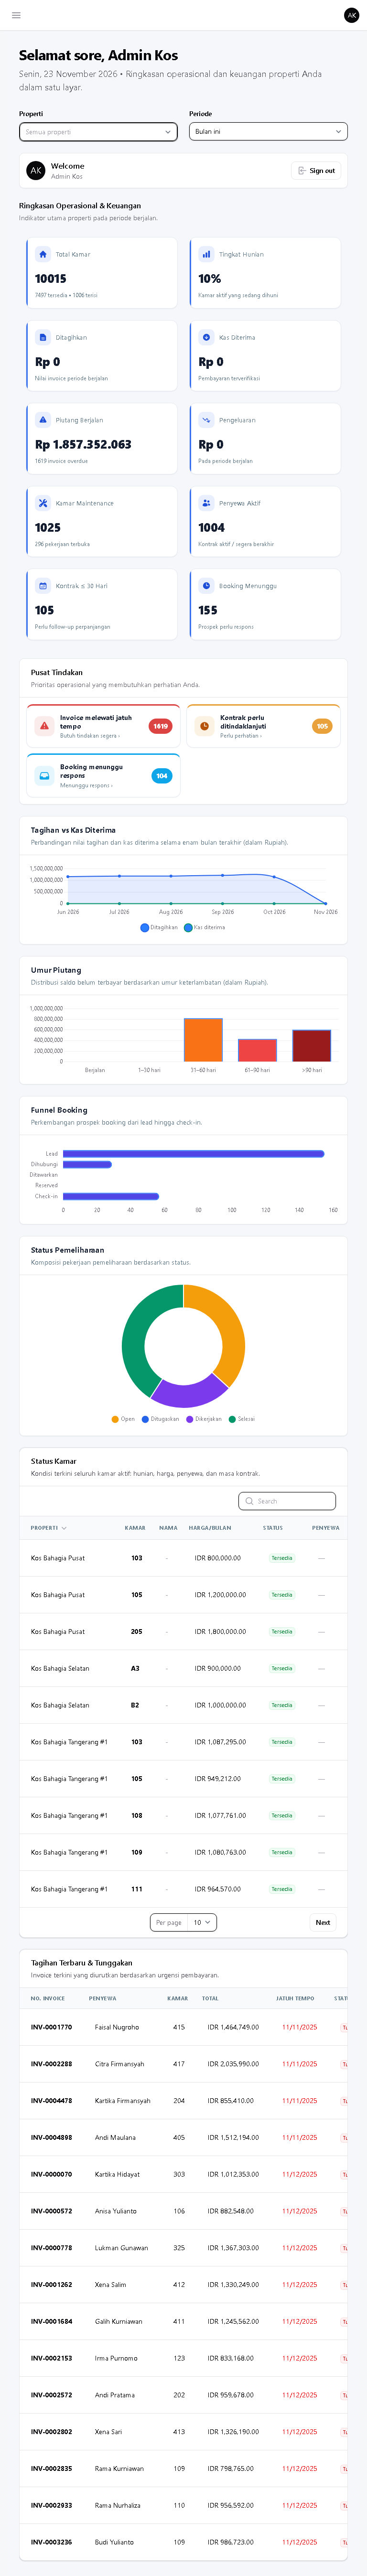 AK
Selamat sore, Admin Kos
Senin, 23 November 2026 • Ringkasan operasional dan keuangan properti Anda
dalam satu layar.
Properti
Periode
Semua properti
Bulan ini
AK
Welcome
Admin Kos
Sign out
Ringkasan Operasional & Keuangan
Indikator utama properti pada periode berjalan.
Total Kamar
10015
7497 tersedia • 1006 terisi
Tingkat Hunian
10%
Kamar aktif yang sedang dihuni
Ditagihkan
Rp 0
Nilai invoice periode berjalan
Kas Diterima
Rp 0
Pembayaran terverifikasi
Piutang Berjalan
Rp 1.857.352.063
1619 invoice overdue
Pengeluaran
Rp 0
Pada periode berjalan
Kamar Maintenance
1025
296 pekerjaan terbuka
Penyewa Aktif
1004
Kontrak aktif / segera berakhir
Kontrak ≤ 30 Hari
105
Perlu follow-up perpanjangan
Booking Menunggu
155
Prospek perlu respons
Pusat Tindakan
Prioritas operasional yang membutuhkan perhatian Anda.
Invoice melewati jatuh
tempo
Butuh tindakan segera ›
1619
Kontrak perlu
ditindaklanjuti
Perlu perhatian ›
105
Booking menunggu
respons
Menunggu respons ›
104
Tagihan vs Kas Diterima
Perbandingan nilai tagihan dan kas diterima selama enam bulan terakhir (dalam Rupiah).
1,500,000,000
1,000,000,000
500,000,000
0
Jun 2026 Jul 2026 Aug 2026 Sep 2026 Oct 2026 Nov 2026
Ditagihkan Kas diterima
Umur Piutang
Distribusi saldo belum terbayar berdasarkan umur keterlambatan (dalam Rupiah).
1,000,000,000
800,000,000
600,000,000
400,000,000
200,000,000
0
Berjalan 1–30 hari 31–60 hari 61–90 hari >90 hari
Funnel Booking
Perkembangan prospek booking dari lead hingga check-in.
Lead
Dihubungi
Ditawarkan
Reserved
Check-in
0 20 40 60 80 100 120 140 160
Status Pemeliharaan
Komposisi pekerjaan pemeliharaan berdasarkan status.
Open Ditugaskan Dikerjakan Selesai
Status Kamar
Kondisi terkini seluruh kamar aktif: hunian, harga, penyewa, dan masa kontrak.
Search
PROPERTI KAMAR NAMA HARGA/BULAN STATUS PENYEWA
Kos Bahagia Pusat 103 - IDR 800,000.00 Tersedia —
Kos Bahagia Pusat 105 - IDR 1,200,000.00 Tersedia —
Kos Bahagia Pusat 205 - IDR 1,800,000.00 Tersedia —
Kos Bahagia Selatan A3 - IDR 900,000.00 Tersedia —
Kos Bahagia Selatan B2 - IDR 1,000,000.00 Tersedia —
Kos Bahagia Tangerang #1 103 - IDR 1,087,295.00 Tersedia —
Kos Bahagia Tangerang #1 105 - IDR 949,212.00 Tersedia —
Kos Bahagia Tangerang #1 108 - IDR 1,077,761.00 Tersedia —
Kos Bahagia Tangerang #1 109 - IDR 1,080,763.00 Tersedia —
Kos Bahagia Tangerang #1 111 - IDR 964,570.00 Tersedia —
Per page 10
Next
Tagihan Terbaru & Tunggakan
Invoice terkini yang diurutkan berdasarkan urgensi pembayaran.
NO. INVOICE PENYEWA KAMAR TOTAL JATUH TEMPO
INV-0001770 Faisal Nugroho 415 IDR 1,464,749.00 11/11/2025
INV-0002288 Citra Firmansyah 417 IDR 2,035,990.00 11/11/2025
INV-0004478 Kartika Firmansyah 204 IDR 855,410.00 11/11/2025
INV-0004898 Andi Maulana 405 IDR 1,512,194.00 11/11/2025
INV-0000070 Kartika Hidayat 303 IDR 1,012,353.00 11/12/2025
INV-0000572 Anisa Yulianto 106 IDR 882,548.00 11/12/2025
INV-0000778 Lukman Gunawan 325 IDR 1,367,303.00 11/12/2025
INV-0001262 Xena Salim 412 IDR 1,330,249.00 11/12/2025
INV-0001684 Galih Kurniawan 411 IDR 1,245,562.00 11/12/2025
INV-0002153 Irma Purnomo 123 IDR 833,168.00 11/12/2025
INV-0002572 Andi Pratama 202 IDR 959,678.00 11/12/2025
INV-0002802 Xena Sari 413 IDR 1,326,190.00 11/12/2025
INV-0002835 Rama Kurniawan 109 IDR 798,765.00 11/12/2025
INV-0002933 Rama Nurhaliza 110 IDR 956,592.00 11/12/2025
INV-0003236 Budi Yulianto 109 IDR 986,723.00 11/12/2025